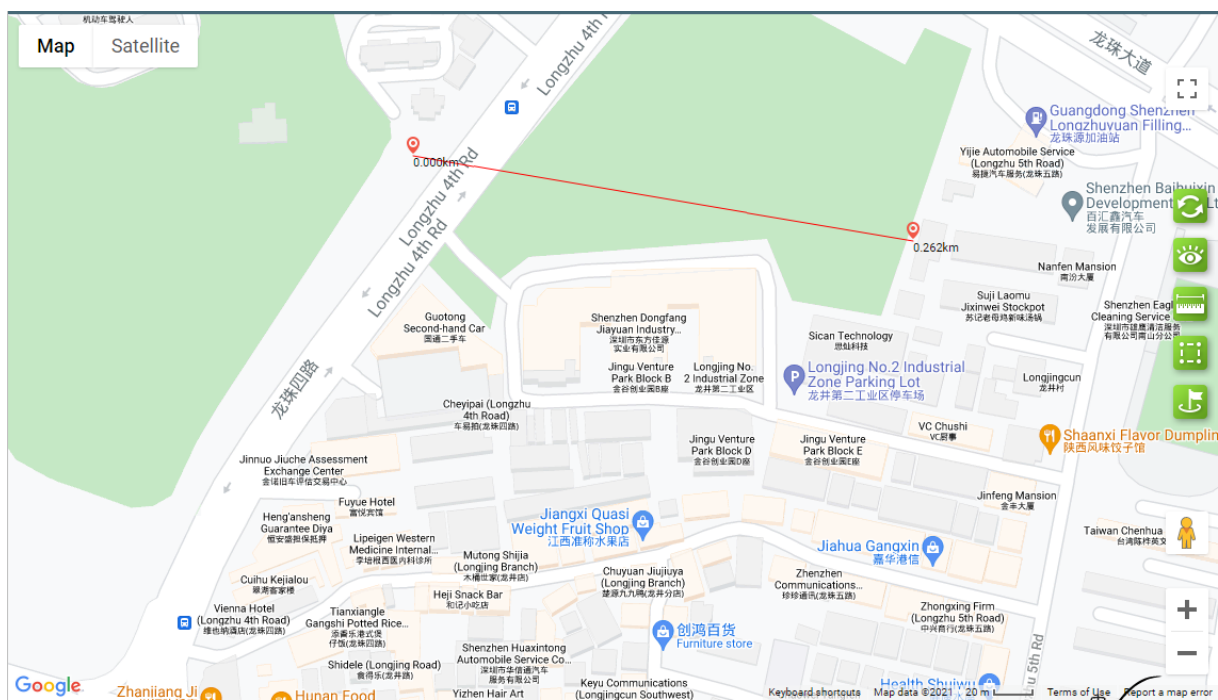 机动车驾驶人
Map
Satellite
Longzhu 4th Rd
龙珠大道
Guangdong Shenzhen
Longzhuyuan Filling...
龙珠源加油站
0.000km
Longzhu 4th Rd
Yijie Automobile Service
(Longzhu 5th Road)
易捷汽车服务(龙珠五路)
Shenzhen Baihuixin
Development
百汇鑫汽车
发展有限公司
Longzhu 4th Rd
0.262km
Nanfen Mansion
南汾大厦
Suji Laomu
Jixinwei Stockpot
苏记老母鸡新味汤锅
Shenzhen Eagl
Cleaning Service
深圳市雄鹰清洁服务
有限公司南山分公
Guotong
Second-hand Car
国通二手车
Shenzhen Dongfang
Jiayuan Industry...
深圳市东方佳源
实业有限公司
Sican Technology
思灿科技
Jingu Venture
Park Block B
金谷创业园B座
Longjing No.
2 Industrial Zone
龙井第二工业区
P
Longjing No.2 Industrial
Zone Parking Lot
龙井第二工业区停车场
Longjingcun
龙井村
龙珠四路
Cheyipai (Longzhu
4th Road)
车易拍(龙珠四路)
VC Chushi
VC厨事
Shaanxi Flavor Dumplin
陕西风味饺子馆
Jingu Venture
Park Block D
金谷创业园D座
Jingu Venture
Park Block E
金谷创业园E座
Jinnuo Jiuche Assessment
Exchange Center
金诺旧车评估交易中心
Fuyue Hotel
富悦宾馆
Jinfeng Mansion
金丰大厦
Heng'ansheng
Guarantee Diya
恒安盛担保抵押
Jiangxi Quasi
Weight Fruit Shop
江西准称水果店
Taiwan Chenhua
台湾陈桦英文
Lipeigen Western
Medicine Internal...
李培根西医内科诊所
Jiahua Gangxin
嘉华港信
Mutong Shijia
(Longjing Branch)
木桶世家(龙井店)
Cuihu Kejialou
翠湖客家楼
Chuyuan Jiujiuya
(Longjing Branch)
楚源九九鸭(龙井分店)
Zhenzhen
Communications...
珍珍通讯(龙珠五路)
Heji Snack Bar
和记小吃店
Vienna Hotel
(Longzhu 4th Road)
维也纳酒店(龙珠四路)
Tianxiangle
Gangshi Potted Rice...
添香乐港式煲
仔饭(龙珠四路)
Zhongxing Firm
(Longzhu 5th Road)
中兴商行(龙珠五路)
创鸿百货
Furniture store
Shenzhen Huaxintong
Automobile Service Co...
深圳市华信通汽车
服务有限公司
Shidele (Longjing Road)
食得乐(龙井路)
u 5th Rd
Google
Zhanjiang Ji
Hunan Food
Yizhen Hair Art
Keyu Communications
(Longjingcun Southwest)
Health Shuiwu
Keyboard shortcuts
Map data ©2021
20 m
Terms of Use
Report a map error